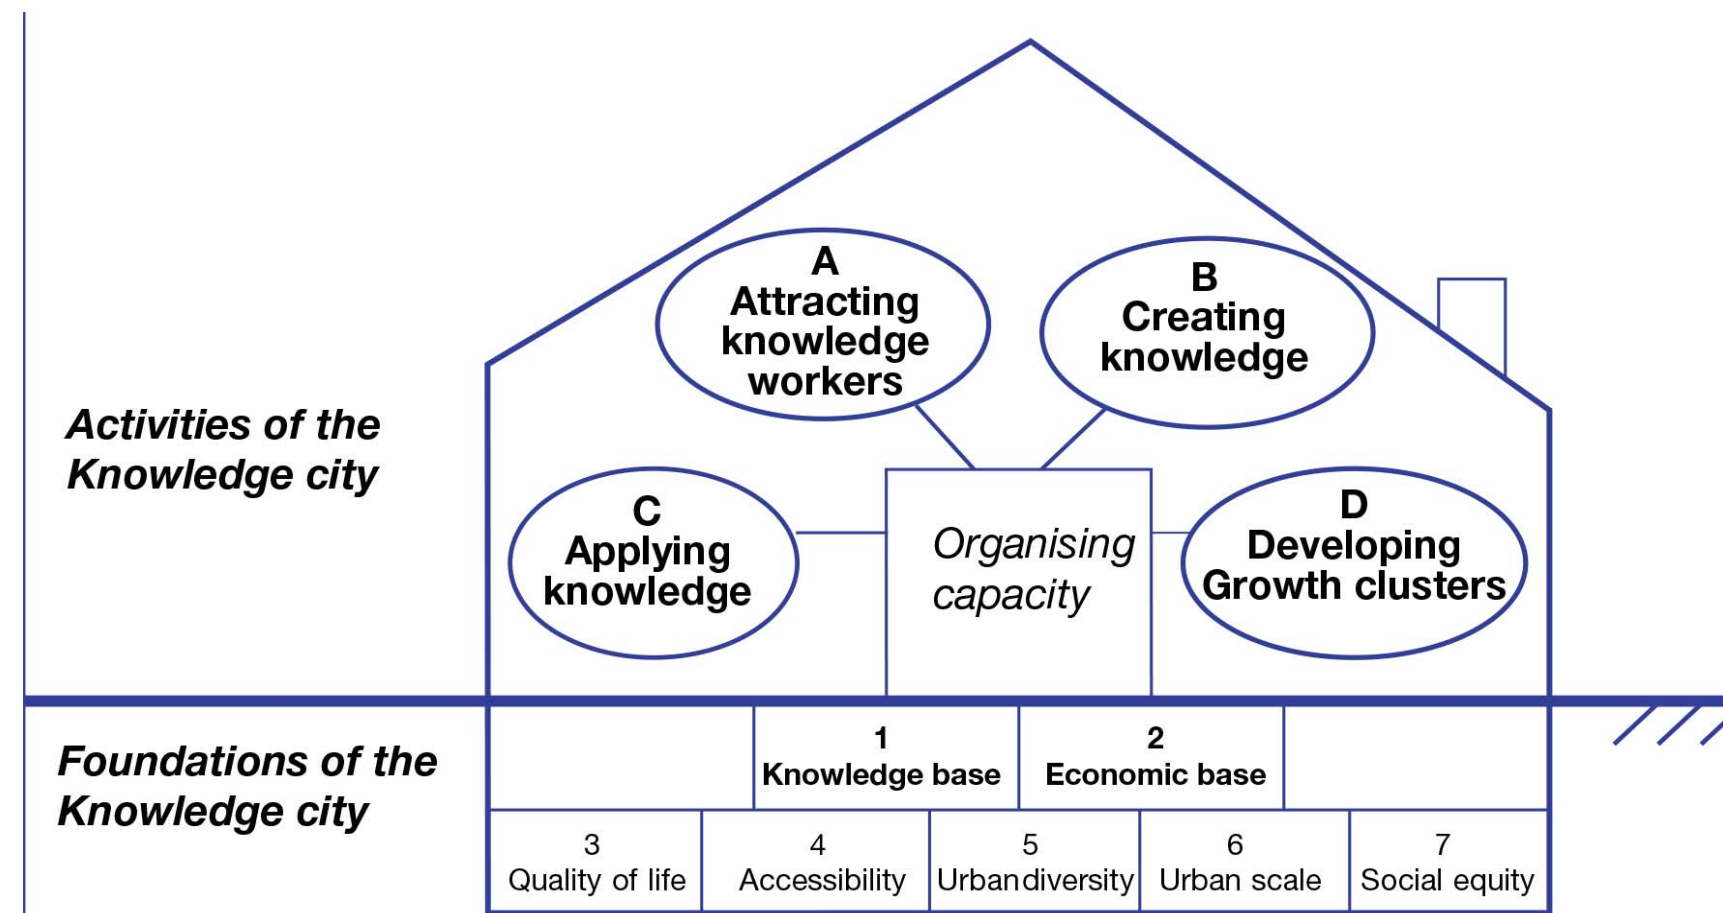 A
Attracting
knowledge
workers
B
Creating
knowledge
Activities of the
Knowledge city
C
Applying
knowledge
Organising
capacity
D
Developing
Growth clusters
Foundations of the
Knowledge city
1
Knowledge base
2
Economic base
3
Quality of life
4
Accessibility
5
Urban diversity
6
Urban scale
7
Social equity